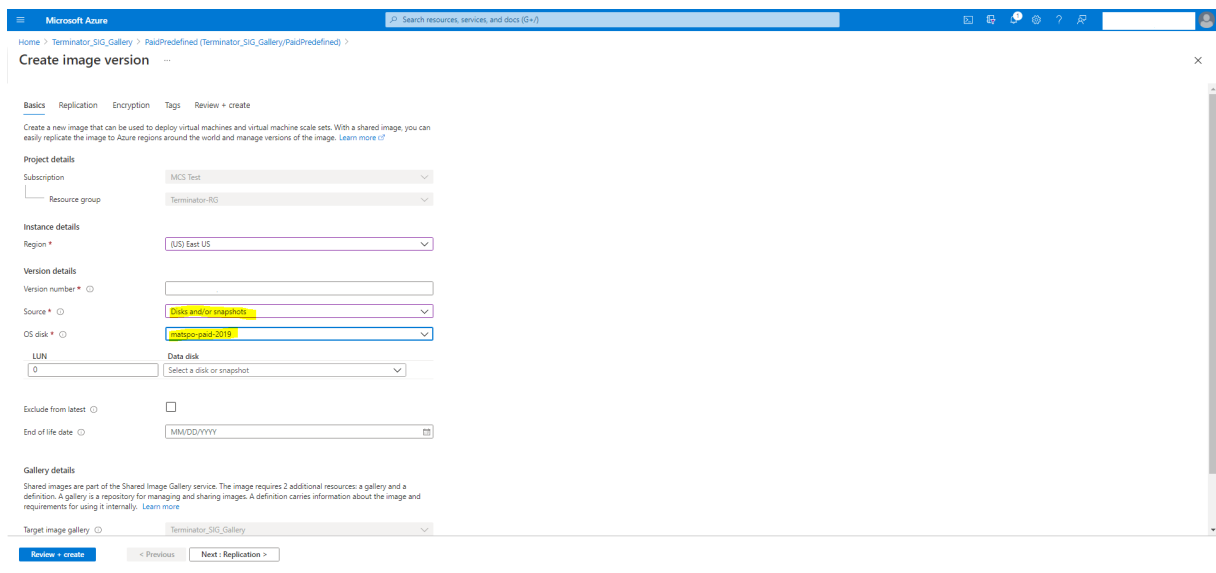 Microsoft Azure
Search resources, services, and docs (G+/)
Home > Terminator_SIG_Gallery > PaidPredefined (Terminator_SIG_Gallery/PaidPredefined) >
Create image version ...
Basics Replication Encryption Tags Review + create
Create a new image that can be used to deploy virtual machines and virtual machine scale sets. With a shared image, you can
easily replicate the image to Azure regions around the world and manage versions of the image. Learn more
Project details
Subscription
MCS Test
Resource group
Terminator-RG
Instance details
Region *
(US) East US
Version details
Version number *
Source *
Disks and/or snapshots
OS disk *
matspo-paid-2019
LUN Data disk
0
Select a disk or snapshot
Exclude from latest
End of life date
MM/DD/YYYY
Gallery details
Shared images are part of the Shared Image Gallery service. The image requires 2 additional resources: a gallery and a
definition. A gallery is a repository for managing and sharing images. A definition carries information about the image and
requirements for using it internally. Learn more
Target image gallery
Terminator_SIG_Gallery
Review + create
< Previous
Next : Replication >